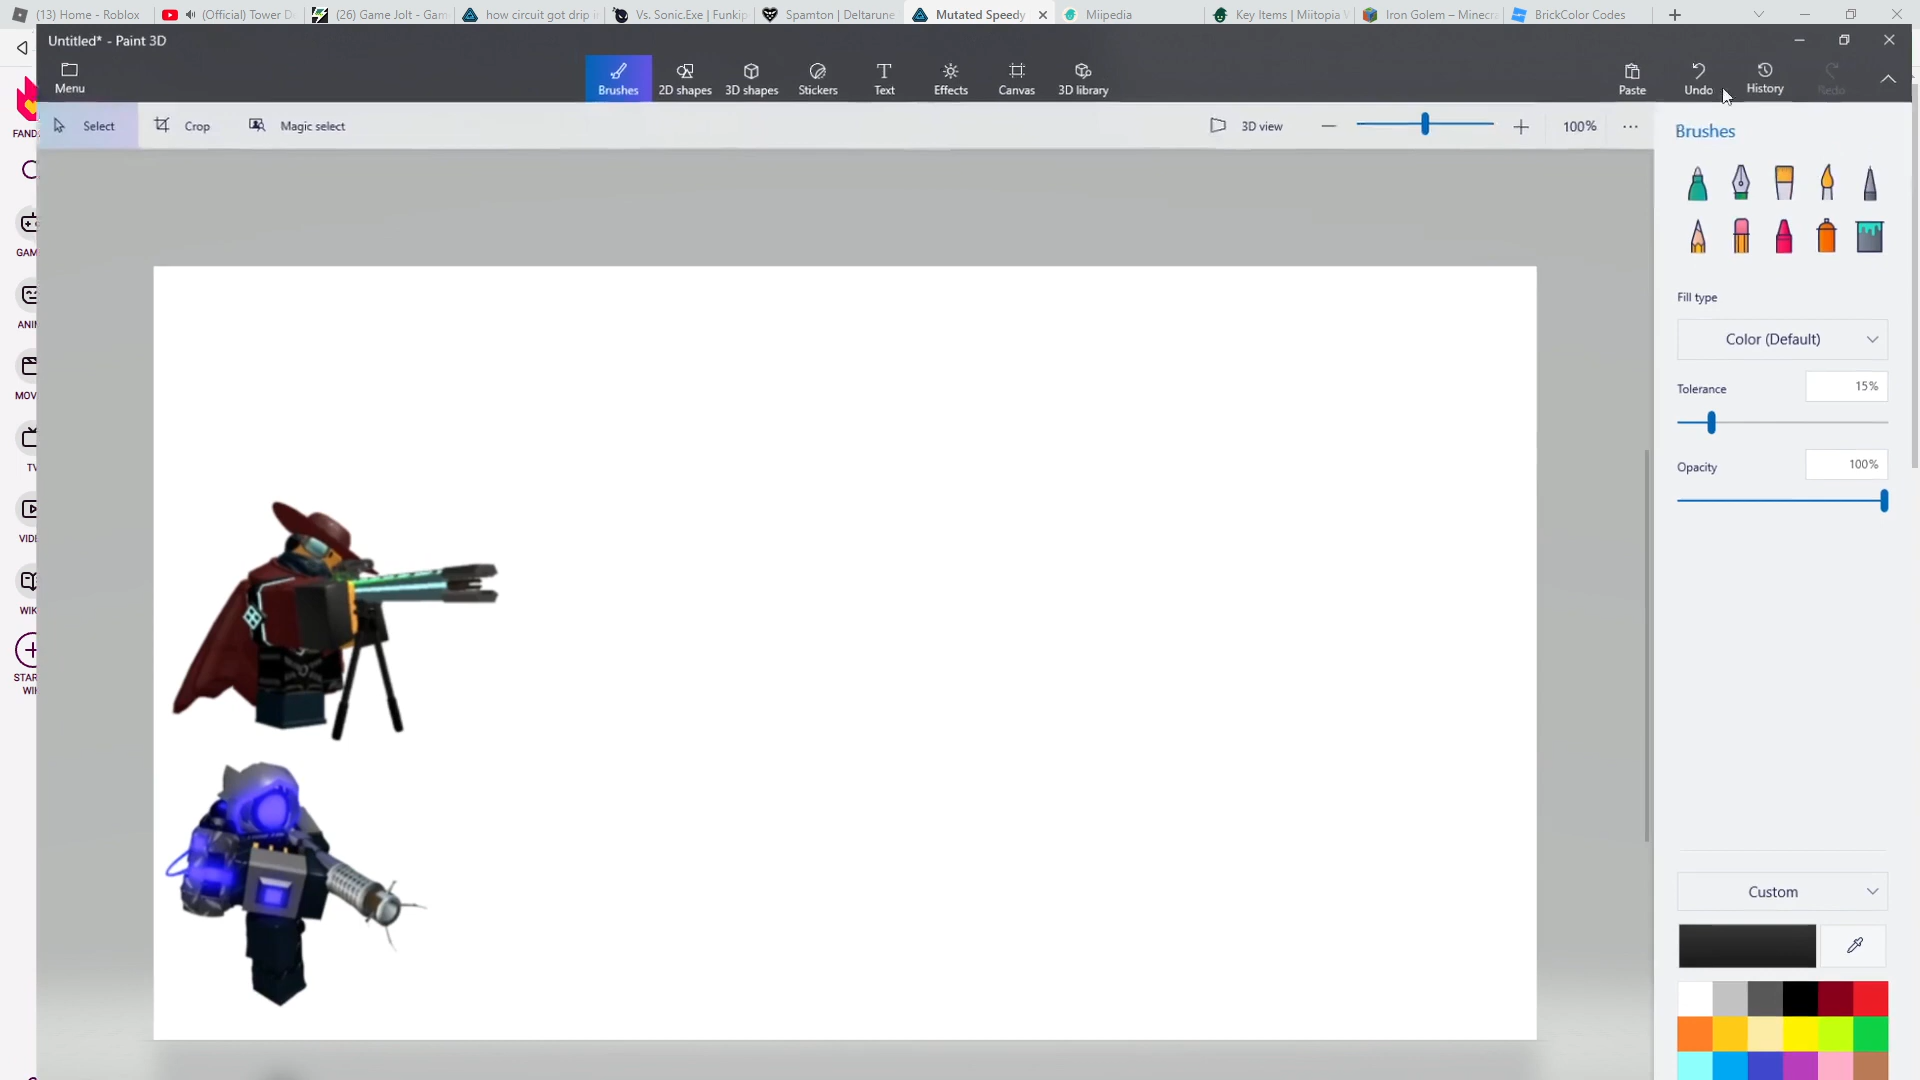 (13) Home - Roblox
(Official) Tower D
(26) Game Jolt - Gam
how circuit got drip i
Vs. Sonic.Exe | Funkip
Spamton | Deltarune
Mutated Speedy
Miipedia
Key Items | Miitopia
Iron Golem – Minecra
BrickColor Codes
Untitled* - Paint 3D
Menu
Brushes
2D shapes
3D shapes
Stickers
Text
Effects
Canvas
3D library
Paste
Undo
History
Redo
Select
Crop
Magic select
3D view
100%
FAND
GAM
ANI
MOV
TV
VID
WIK
STAR
WIK
Brushes
Fill type
Color (Default)
Tolerance
15%
Opacity
100%
Custom